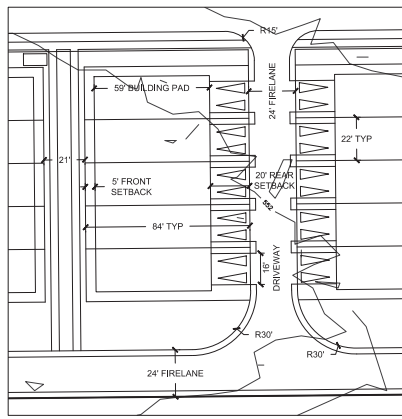 R15'
59' BUILDING PAD
24' FIRELANE
22' TYP
21'
5' FRONT
SETBACK
20' REAR
SETBACK
552
84' TYP
16'
DRIVEWAY
R30'
R30'
24' FIRELANE